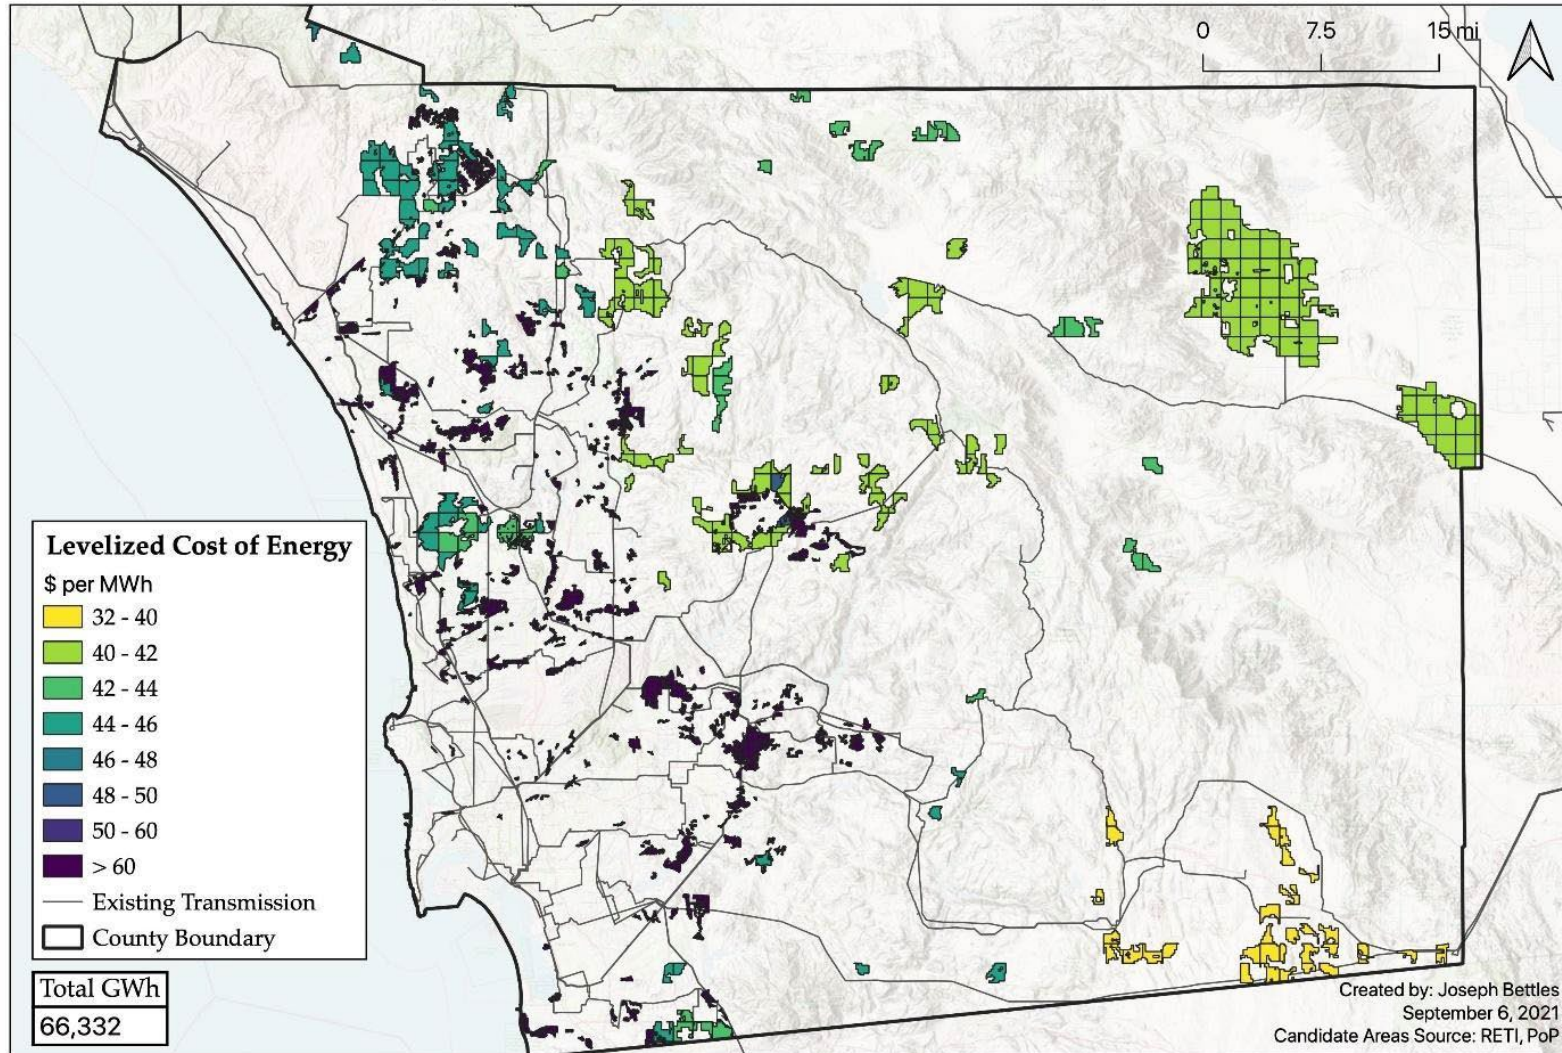 0 7.5 15 mi
Levelized Cost of Energy
$ per MWh
32 - 40
40 - 42
42 - 44
44 - 46
46 - 48
48 - 50
50 - 60
> 60
Existing Transmission
County Boundary
Total GWh
66,332
Created by: Joseph Bettles
September 6, 2021
Candidate Areas Source: RETI, PoP